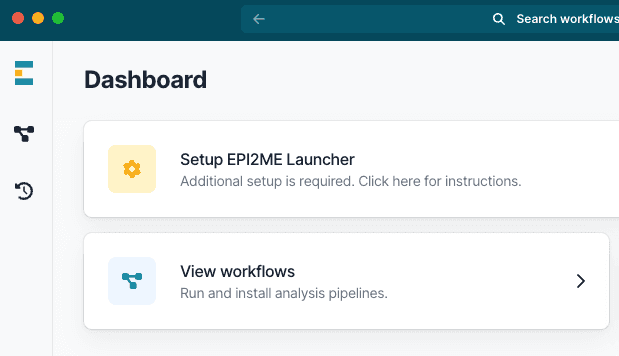 Search workflows
Dashboard
Setup EPI2ME Launcher
Additional setup is required. Click here for instructions.
View workflows
Run and install analysis pipelines.